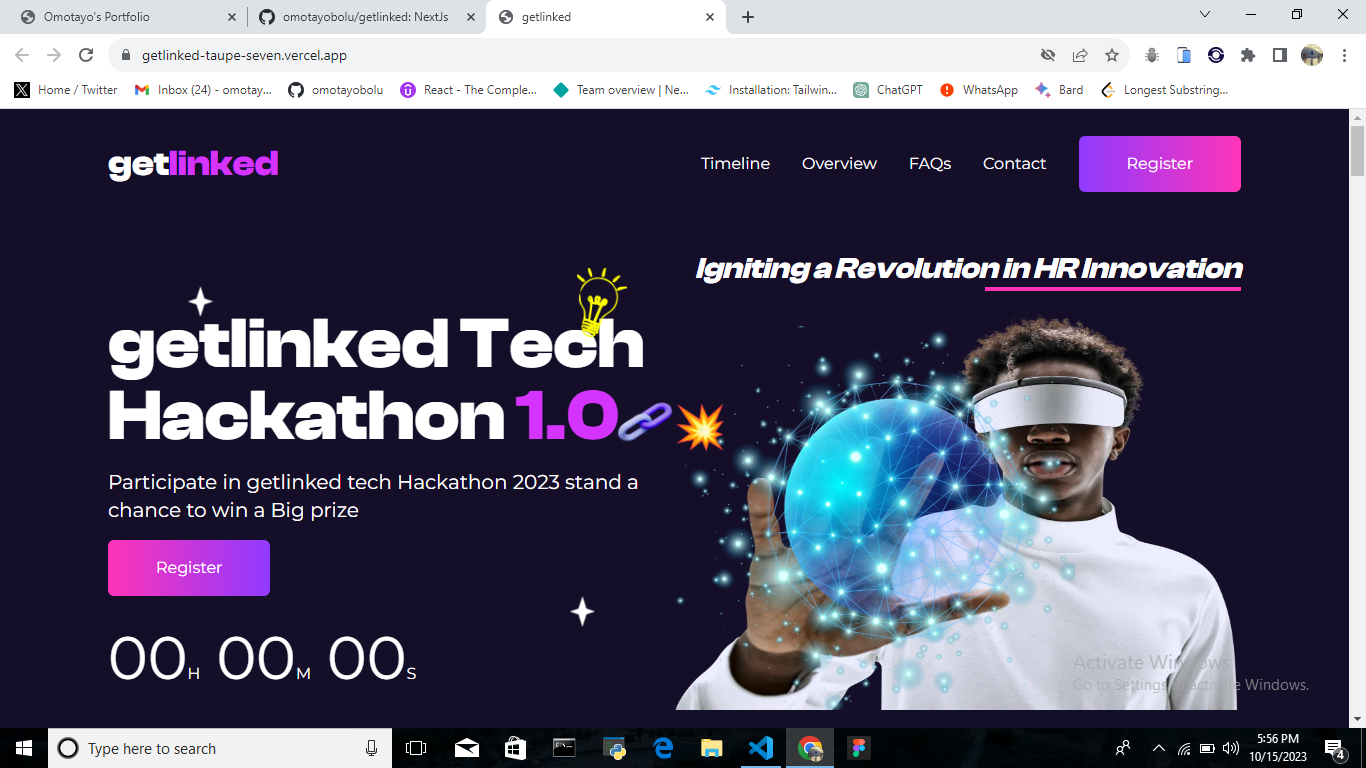 Omotayo's Portfolio
omotayobolu/getlinked: NextJs
getlinked
getlinked-taupe-seven.vercel.app
Home / Twitter
Inbox (24) - omotay...
omotayobolu
React - The Comple...
Team overview | Ne...
Installation: Tailwin...
ChatGPT
WhatsApp
Bard
Longest Substring...
getlinked
Timeline
Overview
FAQs
Contact
Register
Igniting a Revolution in HR Innovation
getlinked Tech
Hackathon 1.0
Participate in getlinked tech Hackathon 2023 stand a
chance to win a Big prize
Register
00H 00M 00S
Activate Windows
Go to Settings to activate Windows.
Type here to search
5:56 PM
10/15/2023
4